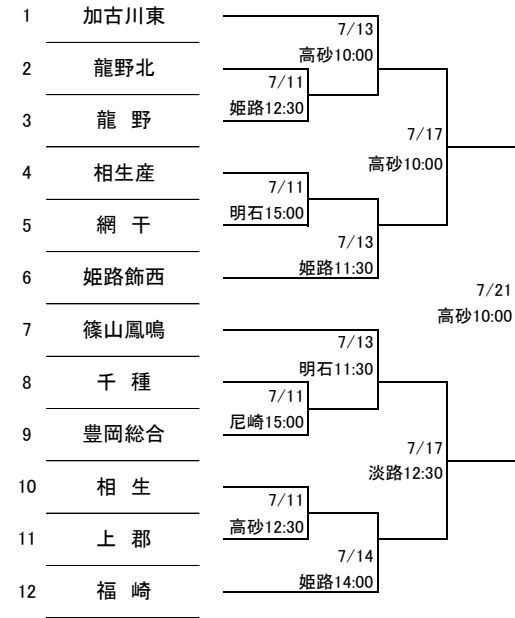 1 加古川東
7/13
高砂10:00
2 龍野北
7/11
姫路12:30
3 龍 野
7/17
高砂10:00
4 相生産
7/11
明石15:00
5 網 干
7/13
姫路11:30
6 姫路飾西
7/21
高砂10:00
7 篠山鳳鳴
7/13
明石11:30
8 千 種
7/11
尼崎15:00
9 豊岡総合
7/17
淡路12:30
10 相 生
7/11
高砂12:30
11 上 郡
7/14
姫路14:00
12 福 崎